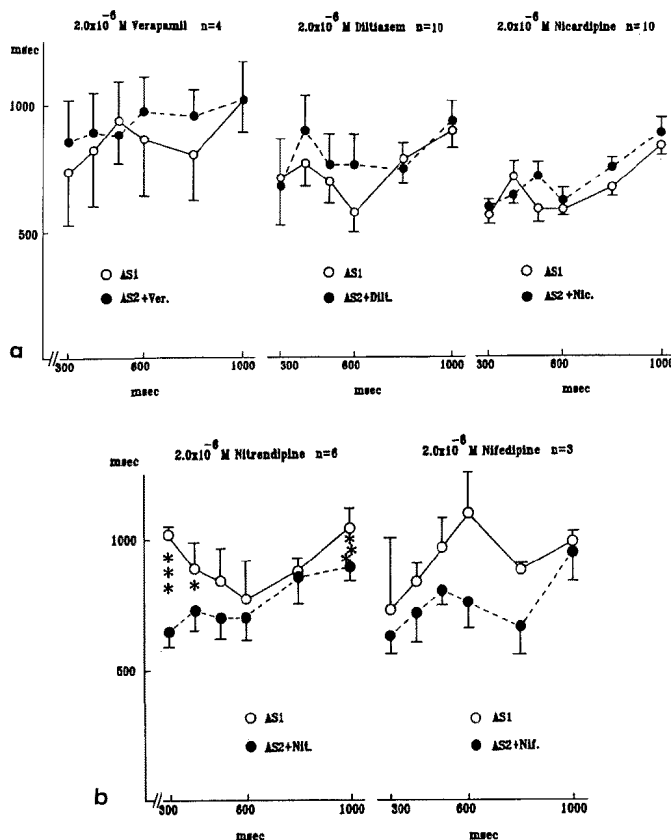 2.0x10⁻⁶ M Verapamil n=4
2.0x10⁻⁶ M Diltiazem n=10
2.0x10⁻⁶ M Nicardipine n=10
msec
1000
500
AS1
AS2+Ver.
AS1
AS2+Dilt.
AS1
AS2+Nic.
a
300 600 1000
300 600 1000
300 600 1000
msec
msec
msec
2.0x10⁻⁶ M Nitrendipine n=6
2.0x10⁻⁶ M Nifedipine n=3
msec
1000
500
***
*
***
AS1
AS2+Nit.
AS1
AS2+Nif.
b
300 600 1000
300 600 1000
msec
msec